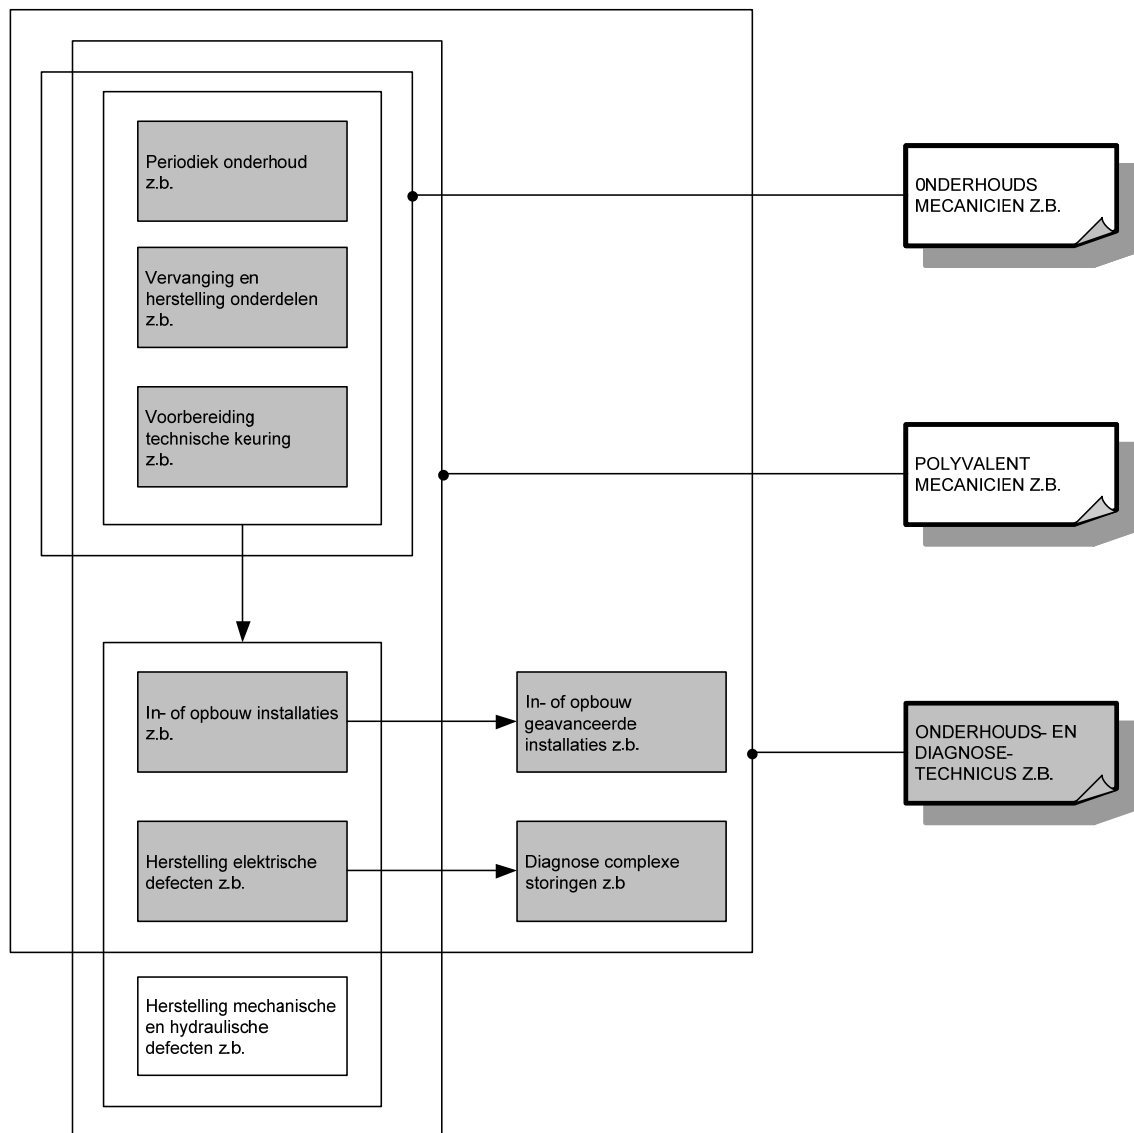 Periodiek onderhoud
z.b.
Vervanging en
herstelling onderdelen
z.b.
Voorbereiding
technische keuring
z.b.
In- of opbouw installaties
z.b.
Herstelling elektrische
defecten z.b.
Herstelling mechanische
en hydraulische
defecten z.b.
In- of opbouw
geavanceerde
installaties z.b.
Diagnose complexe
storingen z.b
0NDERHOUDS
MECANICIEN Z.B.
POLYVALENT
MECANICIEN Z.B.
ONDERHOUDS- EN
DIAGNOSE-
TECHNICUS Z.B.